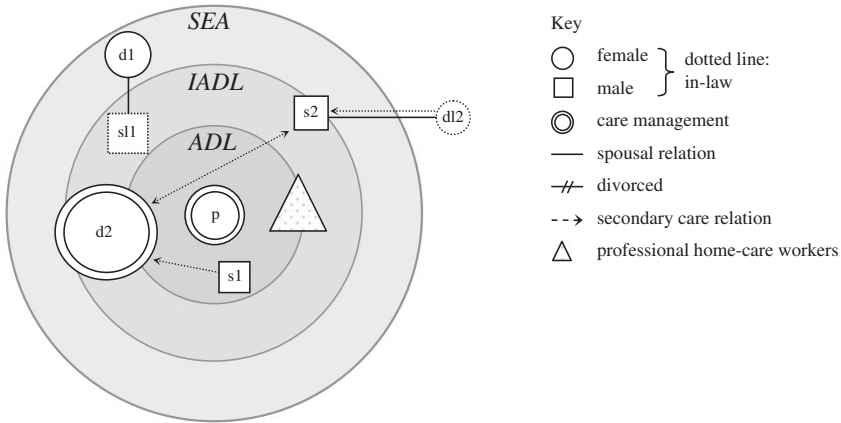 SEA
d1
IADL
s2
dl2
sl1
ADL
d2
p
s1
Key
female
male
dotted line:
in-law
care management
spousal relation
divorced
secondary care relation
professional home-care workers